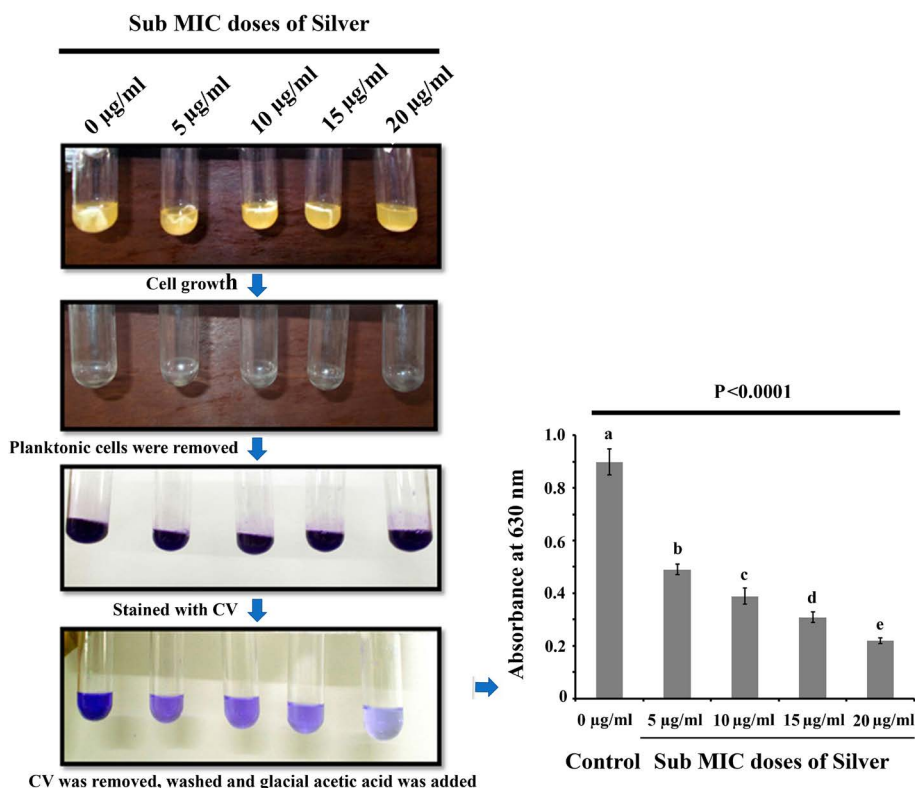 Sub MIC doses of Silver
0 µg/ml 5 µg/ml 10 µg/ml 15 µg/ml 20 µg/ml
Cell growth
Planktonic cells were removed
Stained with CV
CV was removed, washed and glacial acetic acid was added
P<0.0001
Absorbance at 630 nm
1.0
0.8
0.6
0.4
0.2
0
a
b
c
d
e
0 µg/ml 5 µg/ml 10 µg/ml 15 µg/ml 20 µg/ml
Control Sub MIC doses of Silver